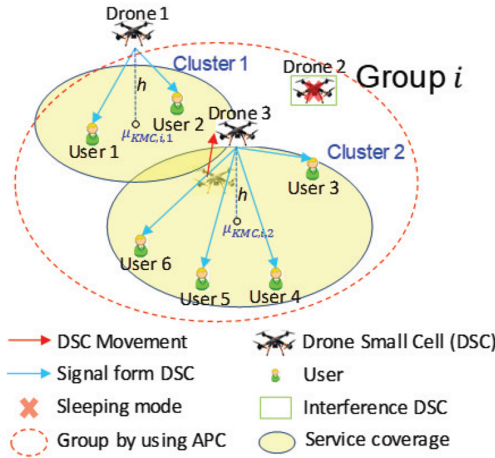 Drone 1
Cluster 1
Drone 2
Group i
h
User 2
Drone 3
User 1
μKMC,i,1
Cluster 2
User 3
h
μKMC,i,2
User 6
User 5
User 4
DSC Movement
Drone Small Cell (DSC)
Signal form DSC
User
Sleeping mode
Interference DSC
Group by using APC
Service coverage